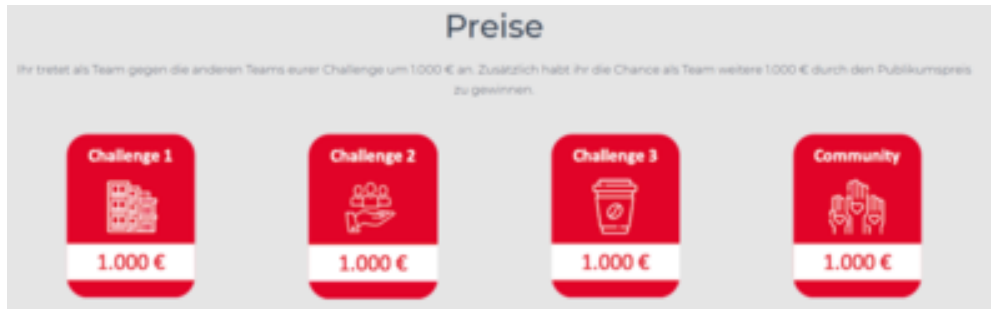 Preise
Ihr tretet als Team gegen die anderen Teams eurer Challenge um 1.000 € an. Zusätzlich habt ihr die Chance als Team weitere 1.000 € durch den Publikumspreis
zu gewinnen.
Challenge 1
Challenge 2
Challenge 3
Community
1.000 €
1.000 €
1.000 €
1.000 €